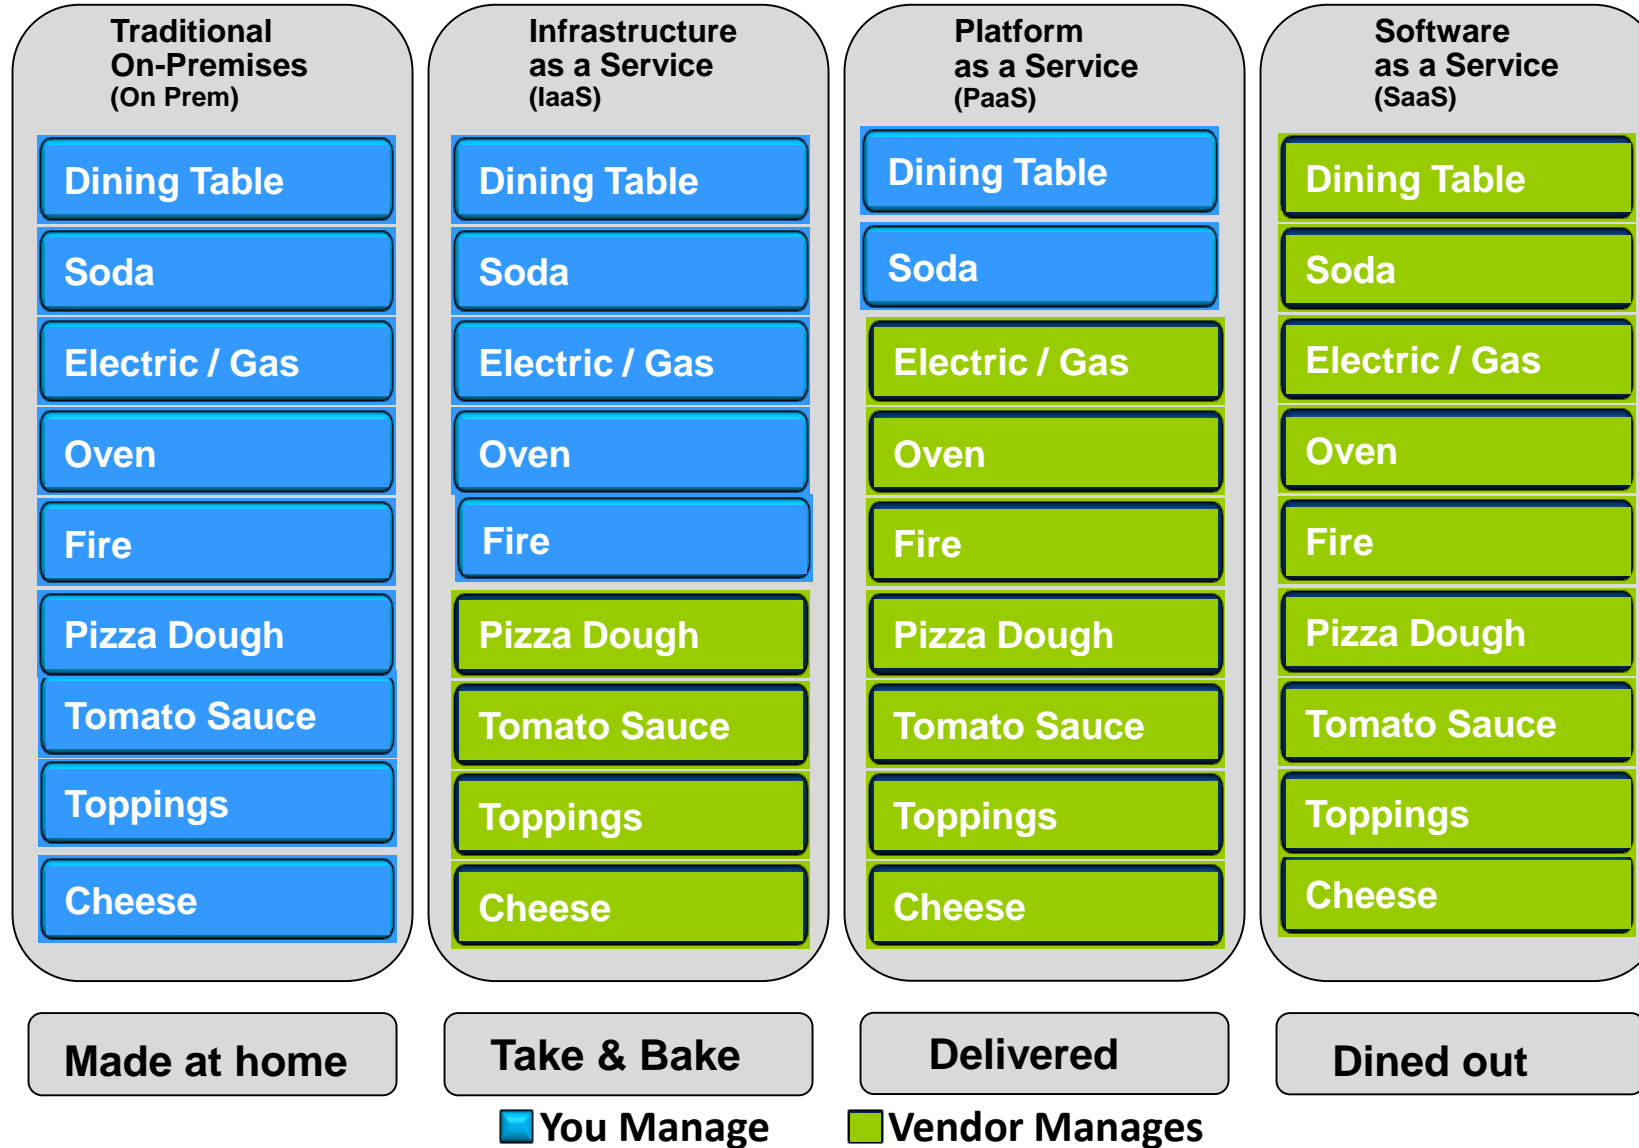 Traditional
On-Premises
(On Prem)
Dining Table
Soda
Electric / Gas
Oven
Fire
Pizza Dough
Tomato Sauce
Toppings
Cheese
Made at home
Infrastructure
as a Service
(IaaS)
Dining Table
Soda
Electric / Gas
Oven
Fire
Pizza Dough
Tomato Sauce
Toppings
Cheese
Take & Bake
Platform
as a Service
(PaaS)
Dining Table
Soda
Electric / Gas
Oven
Fire
Pizza Dough
Tomato Sauce
Toppings
Cheese
Delivered
Software
as a Service
(SaaS)
Dining Table
Soda
Electric / Gas
Oven
Fire
Pizza Dough
Tomato Sauce
Toppings
Cheese
Dined out
You Manage
Vendor Manages